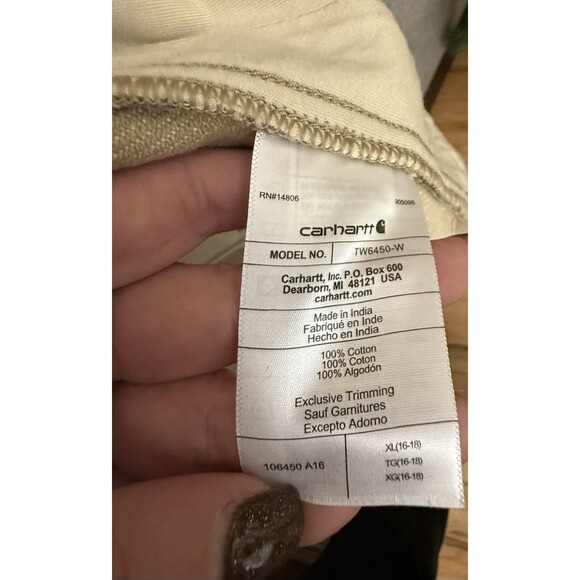 RN#14806
carhartt
MODEL NO. TW6450-W
Carhartt, Inc. P.O. Box 600
Dearborn, MI 48121 USA
carhartt.com
Made in India
Fabriqué en Inde
Hecho en India
100% Cotton
100% Coton
100% Algodón
Exclusive Trimming
Sauf Garnitures
Excepto Adorno
106450 A16
XL(16-18)
TG(16-18)
XG(16-18)